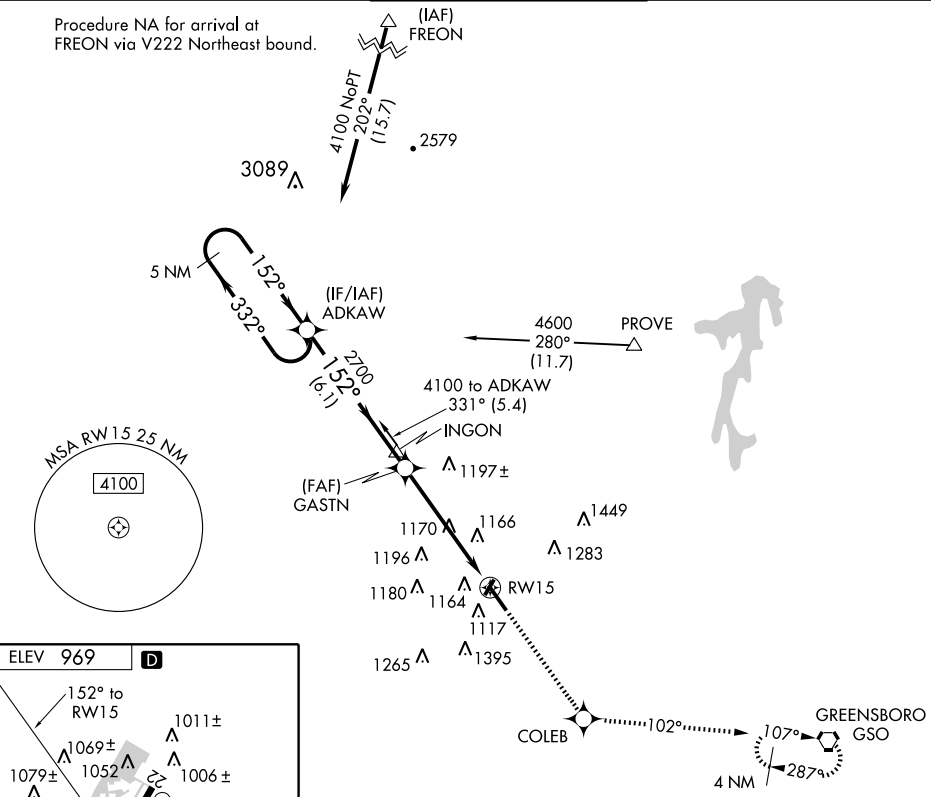 Procedure NA for arrival at
FREON via V222 Northeast bound.
(IAF)
FREON
4100 NoPT
202°
(15.7)
2579
3089
5 NM
152°
332°
(IF/IAF)
ADKAW
4600
280°
(11.7)
PROVE
2700
152°
(6.1)
4100 to ADKAW
331° (5.4)
INGON
MSA RW15 25 NM
4100
(FAF)
GASTN
1197±
1170
1166
1449
1196
1283
1180
1164
RW15
1117
1265
1395
ELEV 969 D
152° to
RW15
1011±
1069±
1052
1079±
1006±
22
COLEB
102°
107°
GREENSBORO
GSO
4 NM
287°